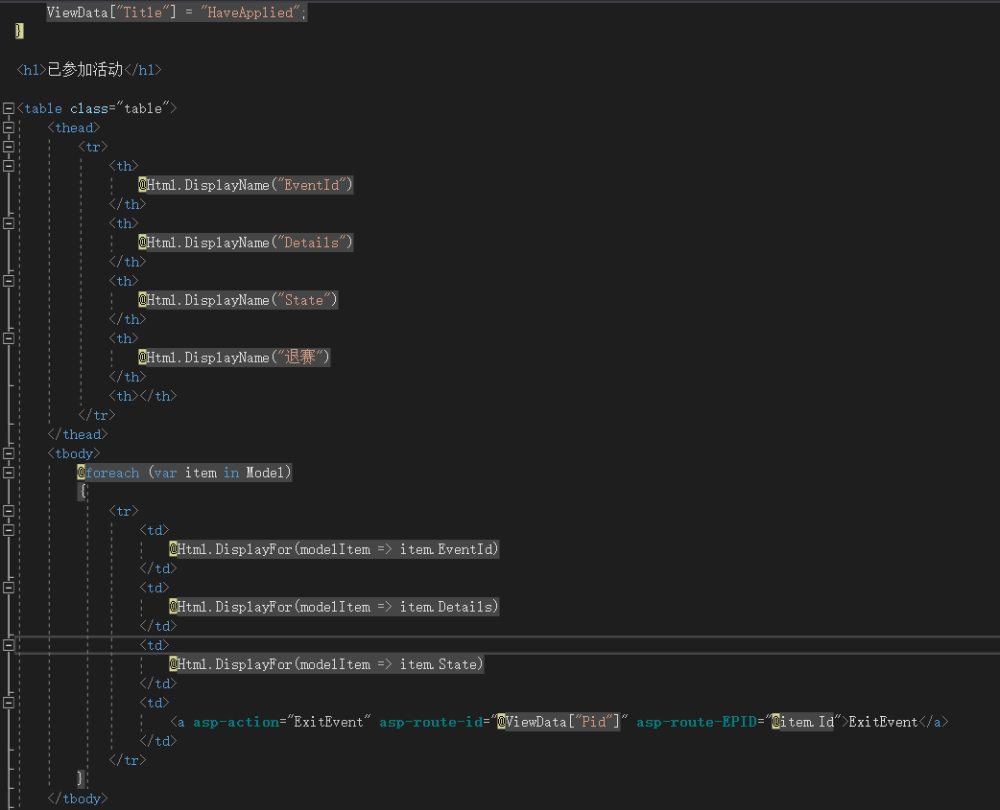 ViewData["Title"] = "HaveApplied";
}
<h1>已参加活动</h1>
<table class="table">
<thead>
<tr>
<th>
@Html.DisplayName("EventId")
</th>
<th>
@Html.DisplayName("Details")
</th>
<th>
@Html.DisplayName("State")
</th>
<th>
@Html.DisplayName("退赛")
</th>
<th></th>
</tr>
</thead>
<tbody>
@foreach (var item in Model)
{
<tr>
<td>
@Html.DisplayFor(modelItem => item.EventId)
</td>
<td>
@Html.DisplayFor(modelItem => item.Details)
</td>
<td>
@Html.DisplayFor(modelItem => item.State)
</td>
<td>
<a asp-action="ExitEvent" asp-route-id="@ViewData["Pid"]" asp-route-EPID="@item.Id">ExitEvent</a>
</td>
</tr>
}
</tbody>